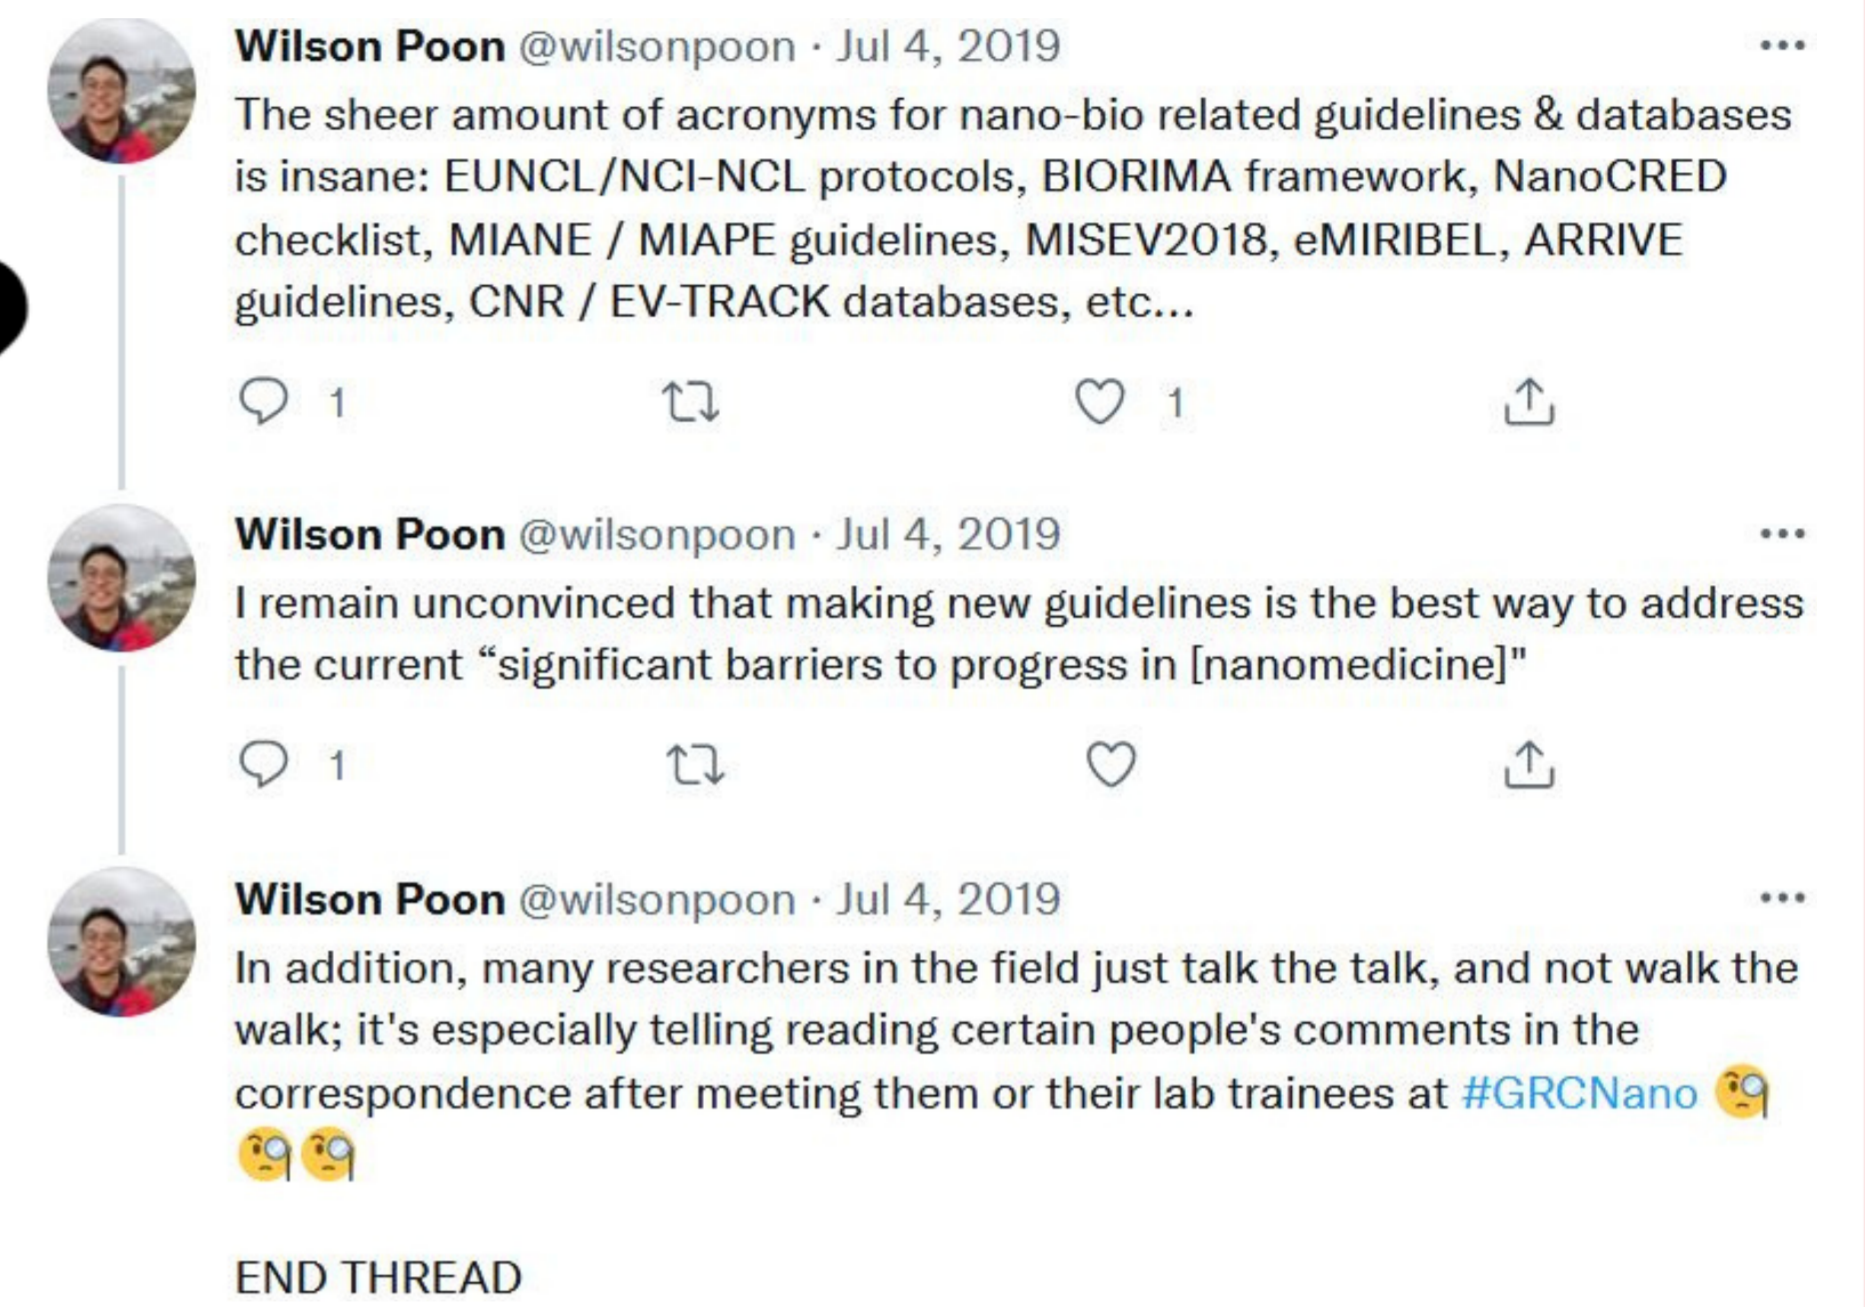 Wilson Poon @wilsonpoon · Jul 4, 2019
The sheer amount of acronyms for nano-bio related guidelines & databases
is insane: EUNCL/NCI-NCL protocols, BIORIMA framework, NanoCRED
checklist, MIANE / MIAPE guidelines, MISEV2018, eMIRIBEL, ARRIVE
guidelines, CNR / EV-TRACK databases, etc...
1 1
Wilson Poon @wilsonpoon · Jul 4, 2019
I remain unconvinced that making new guidelines is the best way to address
the current “significant barriers to progress in [nanomedicine]"
1
Wilson Poon @wilsonpoon · Jul 4, 2019
In addition, many researchers in the field just talk the talk, and not walk the
walk; it's especially telling reading certain people's comments in the
correspondence after meeting them or their lab trainees at #GRCNano 🧐
🧐🧐
END THREAD